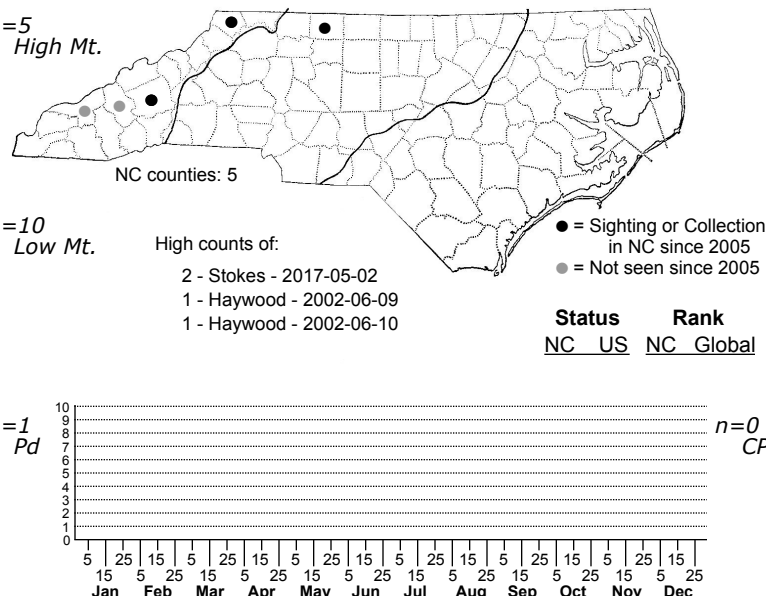 =5
High Mt.
NC counties: 5
=10
Low Mt.
High counts of:
2 - Stokes - 2017-05-02
1 - Haywood - 2002-06-09
1 - Haywood - 2002-06-10
● = Sighting or Collection
in NC since 2005
● = Not seen since 2005
Status Rank
NC US NC Global
=1
Pd
n=0
CP
10
9
8
7
6
5
4
3
2
1
0
5 25 15 5 25 15 5 25 15 5 25 15 5 25 15 5 25 15
15 5 25 15 5 25 15 5 25 15 5 25 15 5 25 15 5 25
Jan Feb Mar Apr May Jun Jul Aug Sep Oct Nov Dec